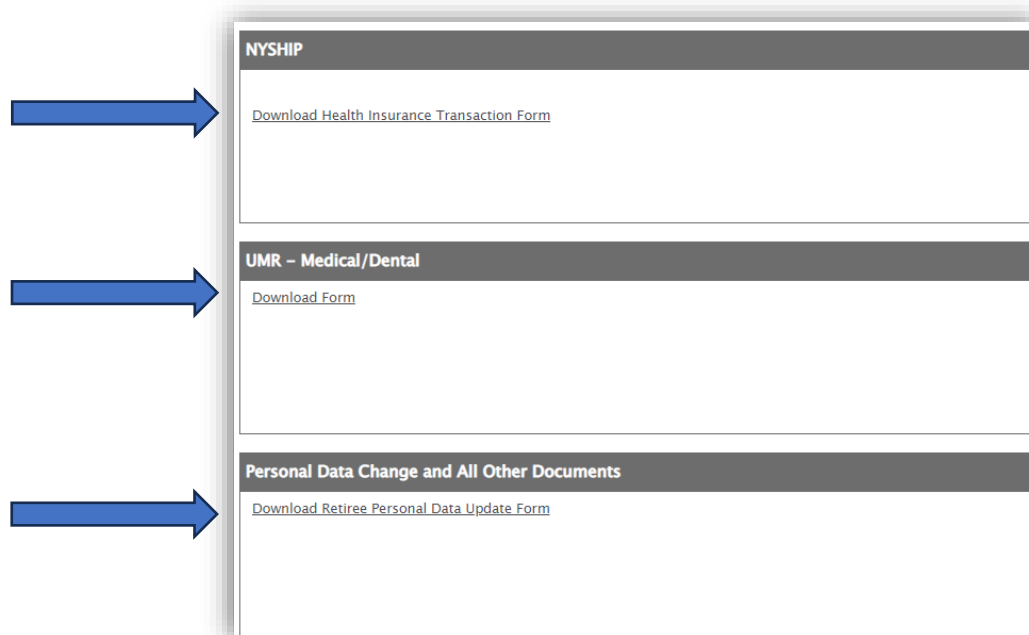 NYSHIP
Download Health Insurance Transaction Form
UMR – Medical/Dental
Download Form
Personal Data Change and All Other Documents
Download Retiree Personal Data Update Form